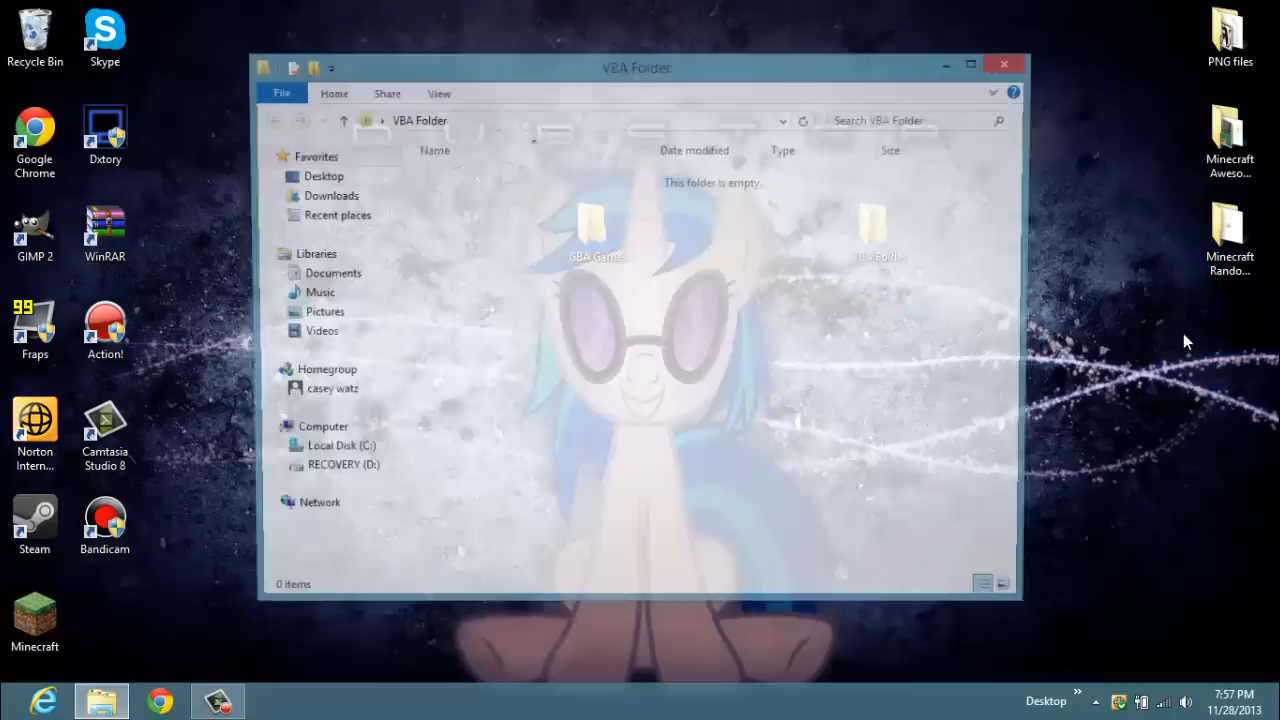 Recycle Bin
Skype
Google
Chrome
Dxtory
GIMP 2
WinRAR
99
Fraps
Action!
Norton
Intern...
Camtasia
Studio 8
Steam
Bandicam
Minecraft
VBA Folder
File
Home
Share
View
VBA Folder
Search VBA Folder
Name
Date modified
Type
Size
This folder is empty.
Favorites
Desktop
Downloads
Recent places
Libraries
Documents
Music
Pictures
Videos
Homegroup
casey watz
Computer
Local Disk (C:)
RECOVERY (D:)
Network
0 items
GBA Games
VBA Folder
PNG files
Minecraft
Aweso...
Minecraft
Rando...
Desktop
»
7:57 PM
11/28/2013